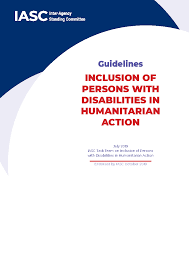 IASC Inter-Agency
Standing Committee
Guidelines
INCLUSION OF
PERSONS WITH
DISABILITIES IN
HUMANITARIAN
ACTION
July 2019
IASC Task Team on Inclusion of Persons
with Disabilities in Humanitarian Action